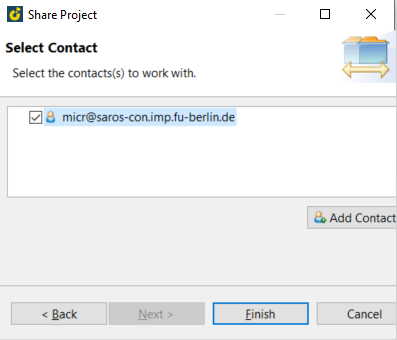 Share Project
Select Contact
Select the contacts(s) to work with.
micr@saros-con.imp.fu-berlin.de
Add Contact
< Back
Next >
Finish
Cancel